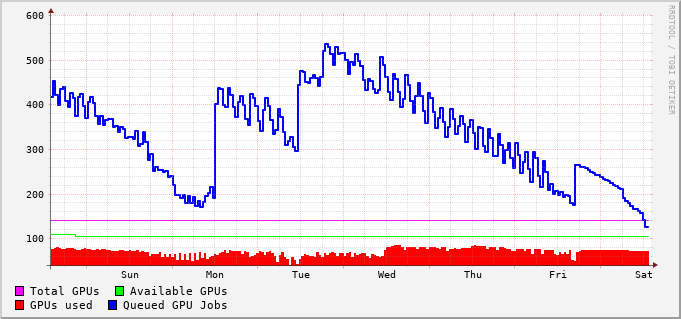 600
500
400
300
200
100
Sun Mon Tue Wed Thu Fri Sat
Total GPUs Available GPUs
GPUs used Queued GPU Jobs
RRDTOOL / TOBI OETIKER